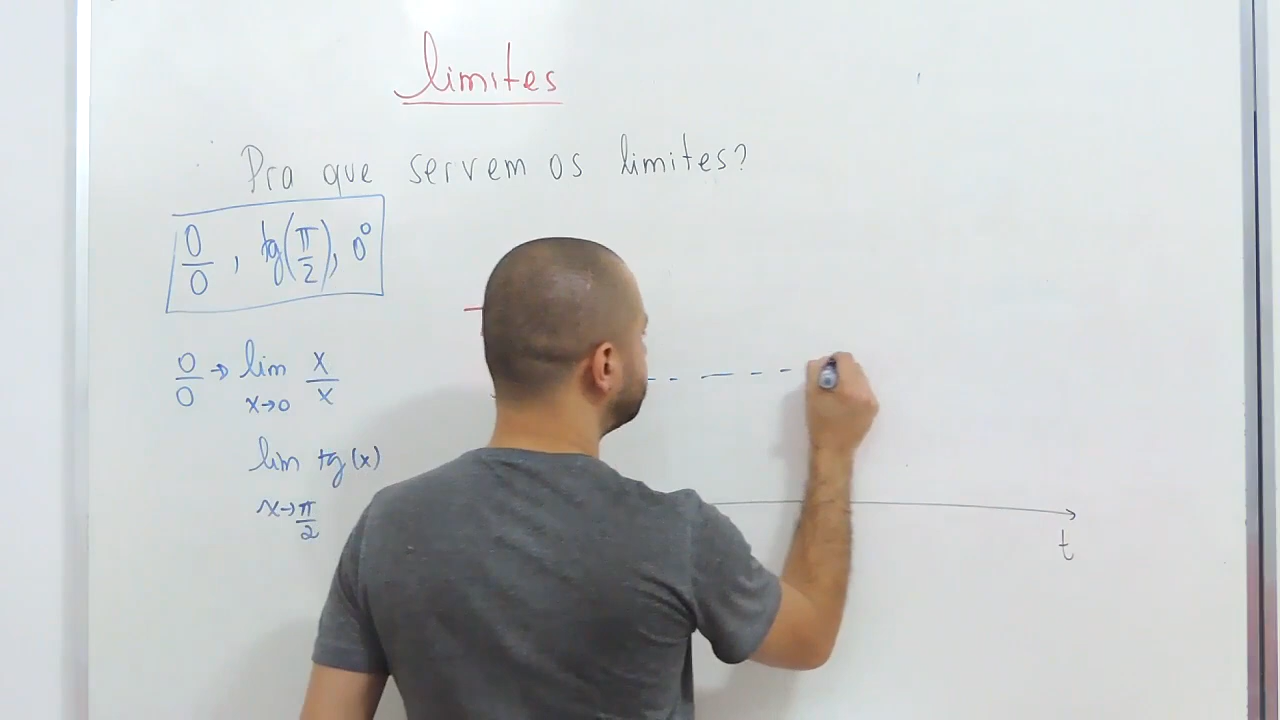 limites
Pra que servem os limites?
0/0 , tg(π/2), 0⁰
0/0 → lim x→0 x/x
lim x→π/2 tg(x)
t